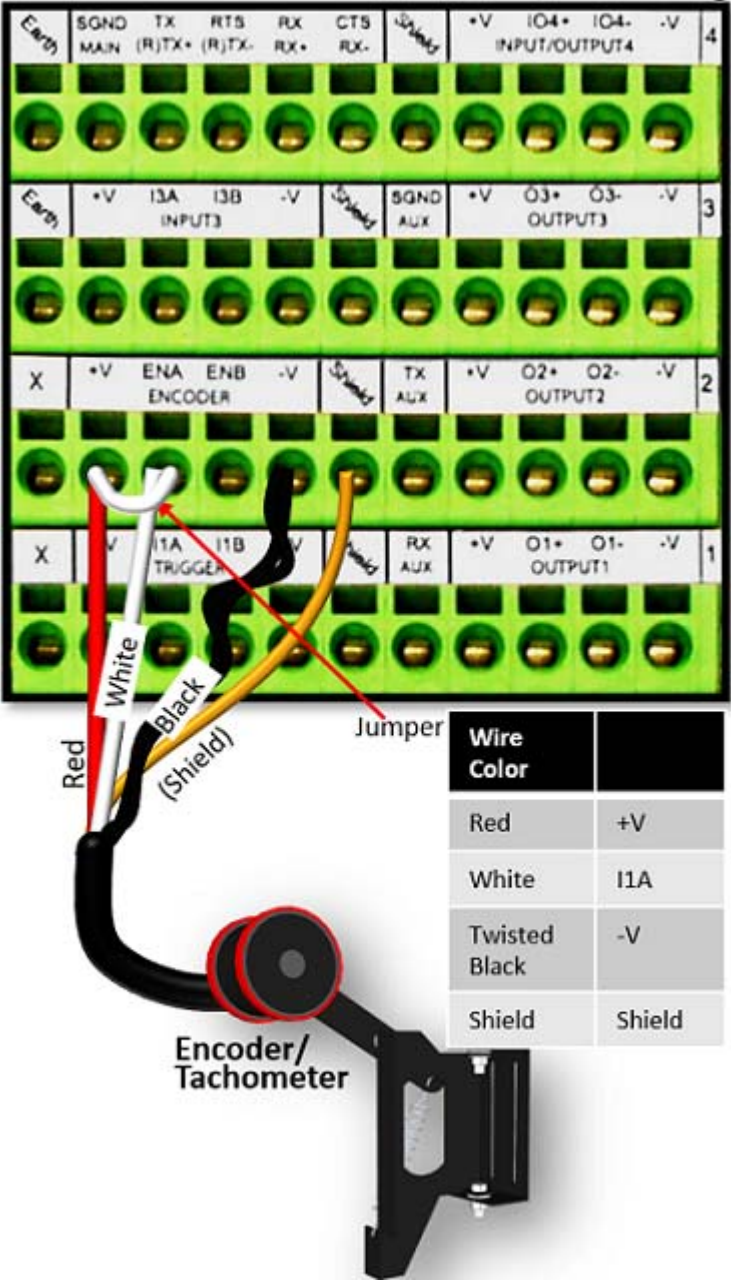 Earth SGND TX RTS RX CTS Shield +V IO4+ IO4- -V 4
MAIN (R)TX+ (R)TX- RX+ RX- INPUT/OUTPUT4
Earth +V I3A I3B -V Shield SGND +V O3+ O3- -V 3
INPUT3 AUX OUTPUT3
X +V ENA ENB -V Shield TX +V O2+ O2- -V 2
ENCODER AUX OUTPUT2
X V I1A I1B V RX +V O1+ O1- -V 1
TRIGGER AUX OUTPUT1
White
Black
Red
(Shield)
Jumper
Wire
Color
Red +V
White I1A
Twisted
Black -V
Shield Shield
Encoder/
Tachometer